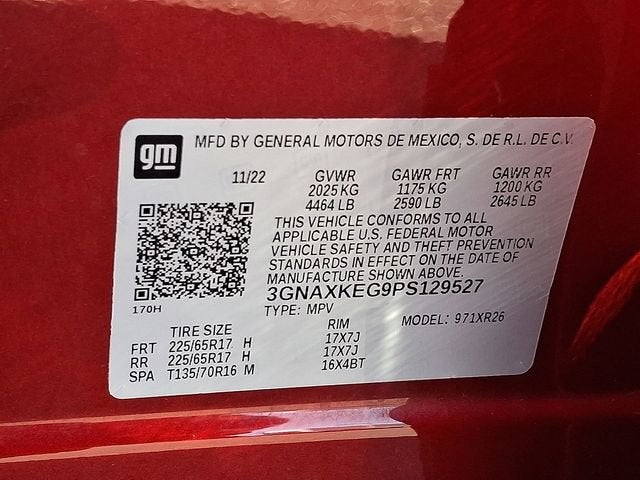 gm MFD BY GENERAL MOTORS DE MEXICO, S. DE R.L. DE C.V.
11/22 GVWR GAWR FRT GAWR RR
2025 KG 1175 KG 1200 KG
4464 LB 2590 LB 2645 LB
THIS VEHICLE CONFORMS TO ALL
APPLICABLE U.S. FEDERAL MOTOR
VEHICLE SAFETY AND THEFT PREVENTION
STANDARDS IN EFFECT ON THE DATE OF
MANUFACTURE SHOWN ABOVE.
3GNAXKEG9PS129527
170H TYPE: MPV MODEL: 971XR26
TIRE SIZE RIM
FRT 225/65R17 H 17X7J
RR 225/65R17 H 17X7J
SPA T135/70R16 M 16X4BT